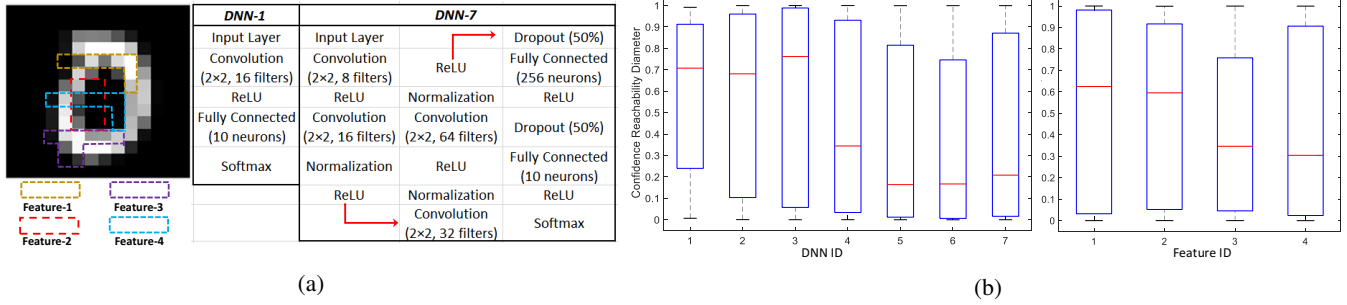 Feature-1
Feature-3
Feature-2
Feature-4
DNN-1
DNN-7
Input Layer
Input Layer
Dropout (50%)
Convolution
(2×2, 16 filters)
Convolution
(2×2, 8 filters)
ReLU
Fully Connected
(256 neurons)
ReLU
ReLU
Normalization
ReLU
Fully Connected
(10 neurons)
Convolution
(2×2, 16 filters)
Convolution
(2×2, 64 filters)
Dropout (50%)
Softmax
Normalization
ReLU
Fully Connected
(10 neurons)
ReLU
Normalization
ReLU
Convolution
(2×2, 32 filters)
Softmax
(a)
Confidence Reachability Diameter
1
0.9
0.8
0.7
0.6
0.5
0.4
0.3
0.2
0.1
0
1 2 3 4 5 6 7
DNN ID
1
0.9
0.8
0.7
0.6
0.5
0.4
0.3
0.2
0.1
0
1 2 3 4
Feature ID
(b)